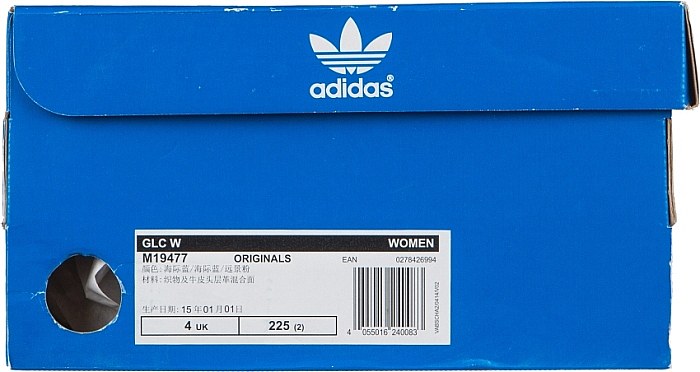 adidas®
GLC W WOMEN
M19477 ORIGINALS EAN 0278426994
颜色: 海际蓝/海际蓝/远景粉
材料: 织物及牛皮头层革混合面
生产日期: 15 年01 月01日
4 UK 225 (2)
4 055016 240083